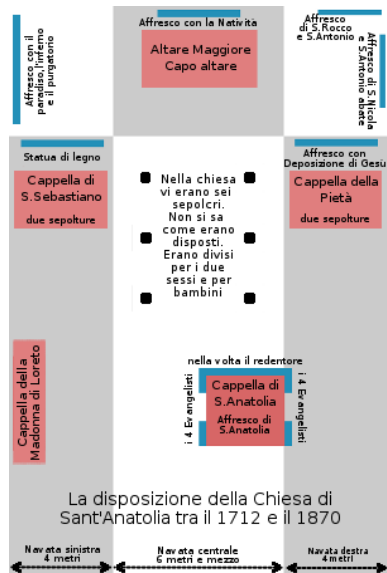 Affresco con il
paradiso, l'inferno
e il purgatorio
Affresco con la Natività
Altare Maggiore
Capo altare
Affresco
di S.Rocco
e S.Antonio
Affresco di S.Nicola
e S.Antonio abate
Statua di legno
Cappella di
S.Sebastiano
due sepolture
Nella chiesa
vi erano sei
sepolcri.
Non si sa
come erano
disposti.
Erano divisi
per i due
sessi e per
bambini
Affresco con
Deposizione di Gesù
Cappella della
Pietà
due sepolture
Cappella della
Madonna di Loreto
nella volta il redentore
i 4 Evangelisti
Cappella di
S.Anatolia
Affresco di
S.Anatolia
i 4 Evangelisti
La disposizione della Chiesa di
Sant'Anatolia tra il 1712 e il 1870
Navata sinistra
4 metri
Navata centrale
6 metri e mezzo
Navata destra
4 metri